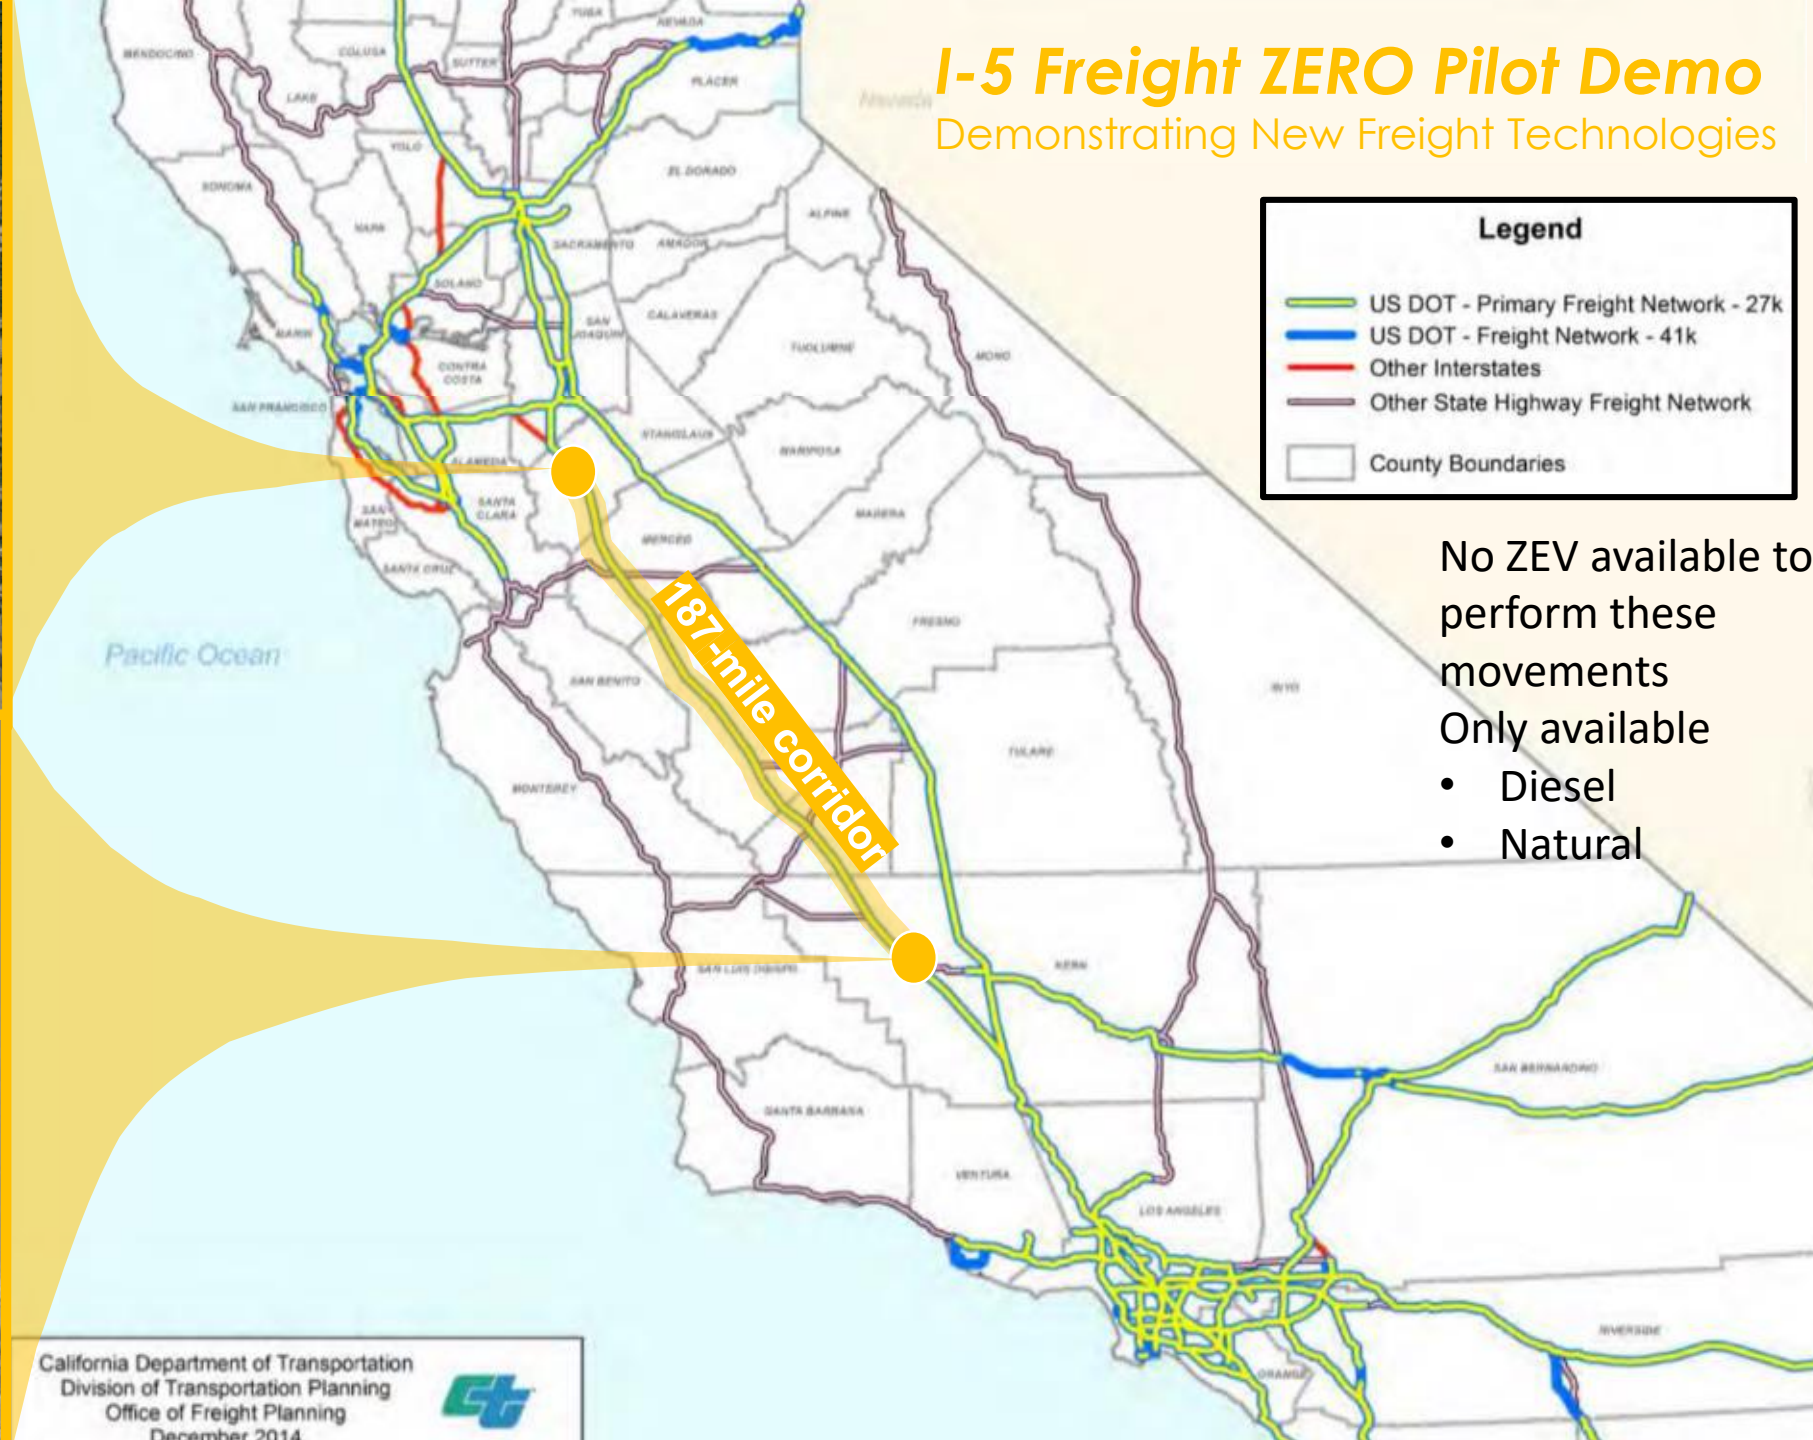 I-5 Freight ZERO Pilot Demo
Demonstrating New Freight Technologies
Legend
US DOT - Primary Freight Network - 27k
US DOT - Freight Network - 41k
Other Interstates
Other State Highway Freight Network
County Boundaries
No ZEV available to
perform these
movements
Only available
• Diesel
• Natural
187-mile corridor
Pacific Ocean
Nevada
MENDOCINO
COLUSA
YUBA
NEVADA
SUTTER
PLACER
LAKE
YOLO
EL DORADO
SONOMA
NAPA
ALPINE
SACRAMENTO
AMADOR
SOLANO
CALAVERAS
SAN
JOAQUIN
MARIN
TUOLUMNE
MONO
CONTRA
COSTA
SAN FRANCISCO
STANISLAUS
MARIPOSA
ALAMEDA
SANTA
CLARA
SAN
MATEO
MADERA
MERCED
SANTA CRUZ
FRESNO
SAN BENITO
INYO
TULARE
MONTEREY
SAN LUIS OBISPO
KERN
SAN BERNARDINO
SANTA BARBARA
VENTURA
LOS ANGELES
RIVERSIDE
ORANGE
California Department of Transportation
Division of Transportation Planning
Office of Freight Planning
December 2014
ct